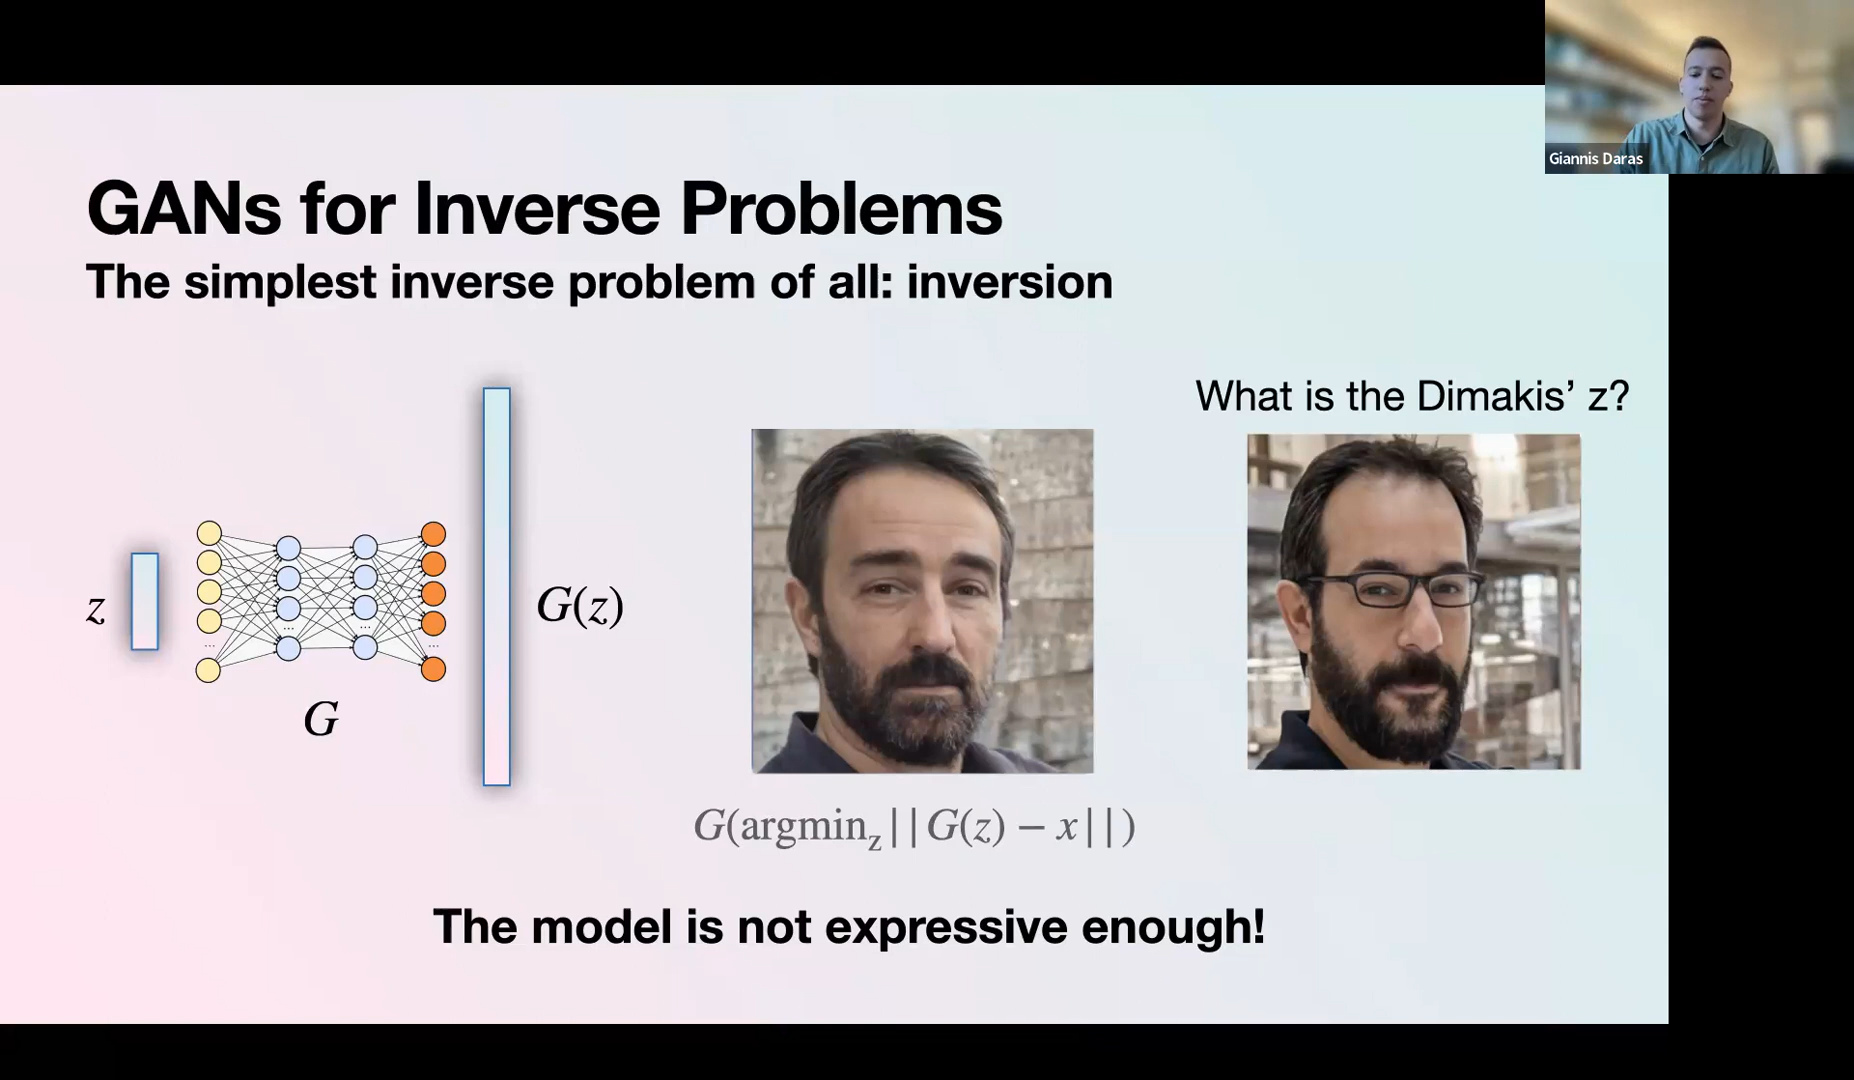 Giannis Daras
GANs for Inverse Problems
The simplest inverse problem of all: inversion
What is the Dimakis’ z?
z
G
G(z)
G(argmin_z||G(z) − x||)
The model is not expressive enough!